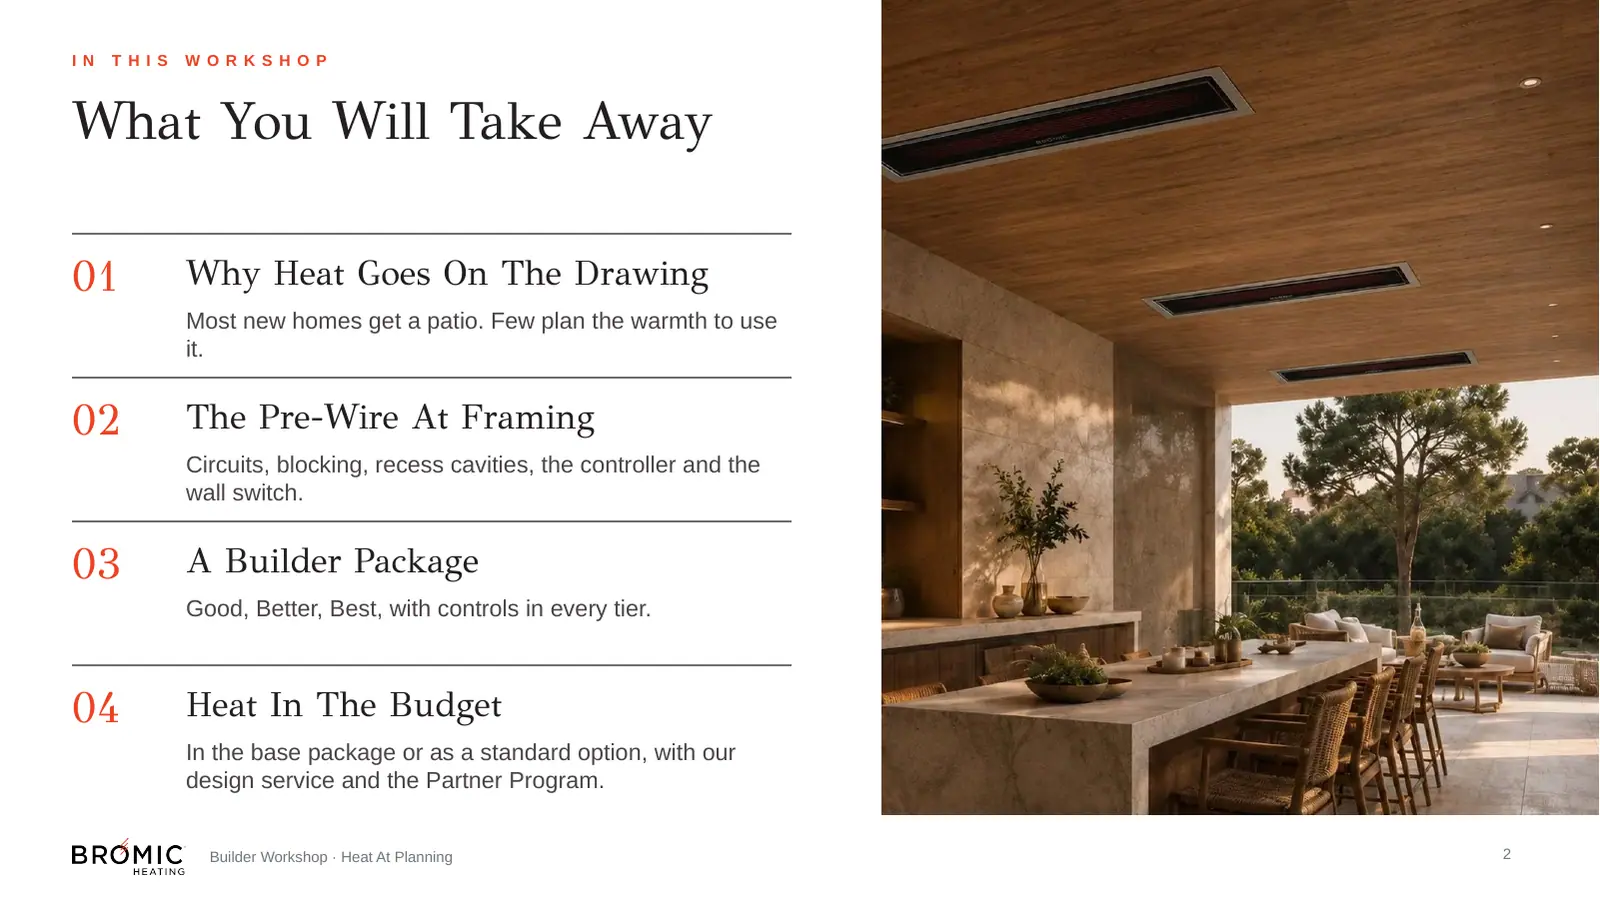 IN THIS WORKSHOP
What You Will Take Away
01
Why Heat Goes On The Drawing
Most new homes get a patio. Few plan the warmth to use
it.
02
The Pre-Wire At Framing
Circuits, blocking, recess cavities, the controller and the
wall switch.
03
A Builder Package
Good, Better, Best, with controls in every tier.
04
Heat In The Budget
In the base package or as a standard option, with our
design service and the Partner Program.
BROMIC
HEATING
Builder Workshop · Heat At Planning
2